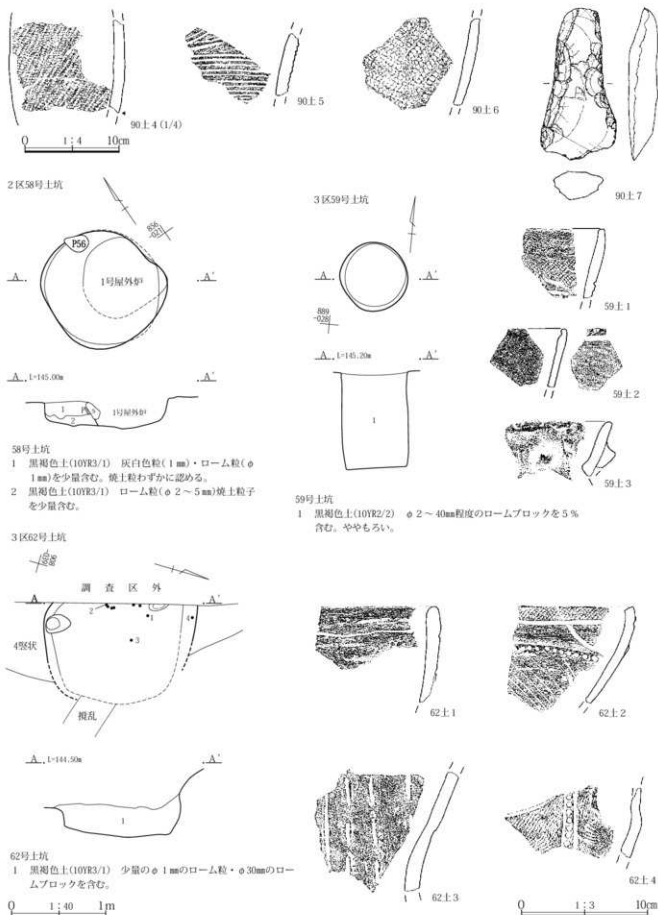 90土4 (1/4)
90土5
90土6
90土7
0 1：4 10cm
2区58号土坑
P56
1号屋外炉
A A'
A L=145.00m A'
1 1号屋外炉
2
58号土坑
1 黒褐色土(10YR3/1) 灰白色粒(1㎜)・ローム粒(φ
1㎜)を少量含む。焼土粒わずかに認める。
2 黒褐色土(10YR3/1) ローム粒(φ2～5㎜)焼土粒子
を少量含む。
3区59号土坑
889
-028
A A'
A L=145.20m A'
1
59号土坑
1 黒褐色土(10YR2/2) φ2～40㎜程度のロームブロックを5％
含む。ややもろい。
59土1
59土2
59土3
3区62号土坑
調査区外
A A'
2 1 4
3
4竪状
撹乱
A L=144.50m A'
1
62号土坑
1 黒褐色土(10YR3/1) 少量のφ1㎜のローム粒・φ30㎜のロー
ムブロックを含む。
0 1：40 1m
62土1
62土2
62土3
62土4
0 1：3 10cm